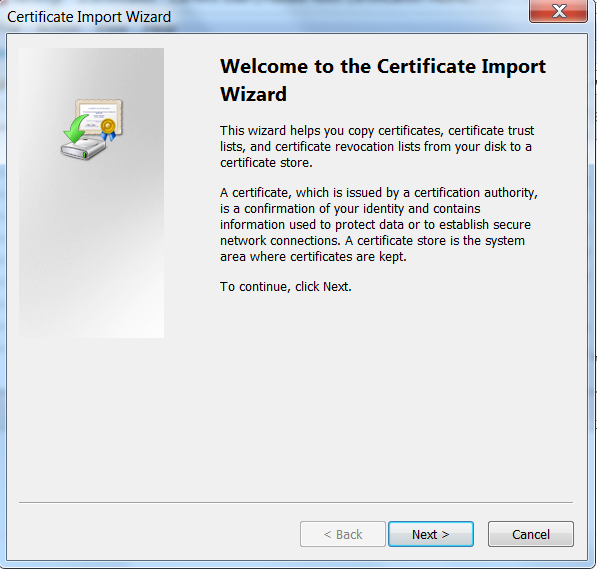 Certificate Import Wizard
Welcome to the Certificate Import
Wizard
This wizard helps you copy certificates, certificate trust
lists, and certificate revocation lists from your disk to a
certificate store.
A certificate, which is issued by a certification authority,
is a confirmation of your identity and contains
information used to protect data or to establish secure
network connections. A certificate store is the system
area where certificates are kept.
To continue, click Next.
< Back
Next >
Cancel